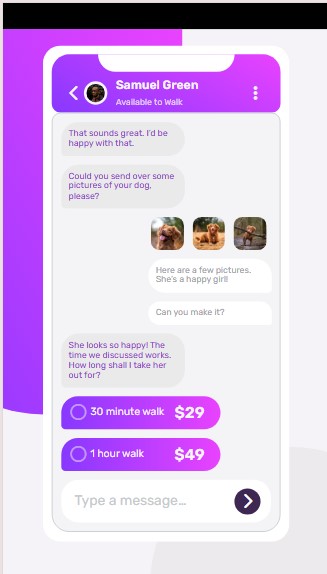 Samuel Green
Available to Walk
That sounds great. I'd be
happy with that.
Could you send over some
pictures of your dog,
please?
Here are a few pictures.
She's a happy girl!
Can you make it?
She looks so happy! The
time we discussed works.
How long shall I take her
out for?
30 minute walk $29
1 hour walk $49
Type a message...